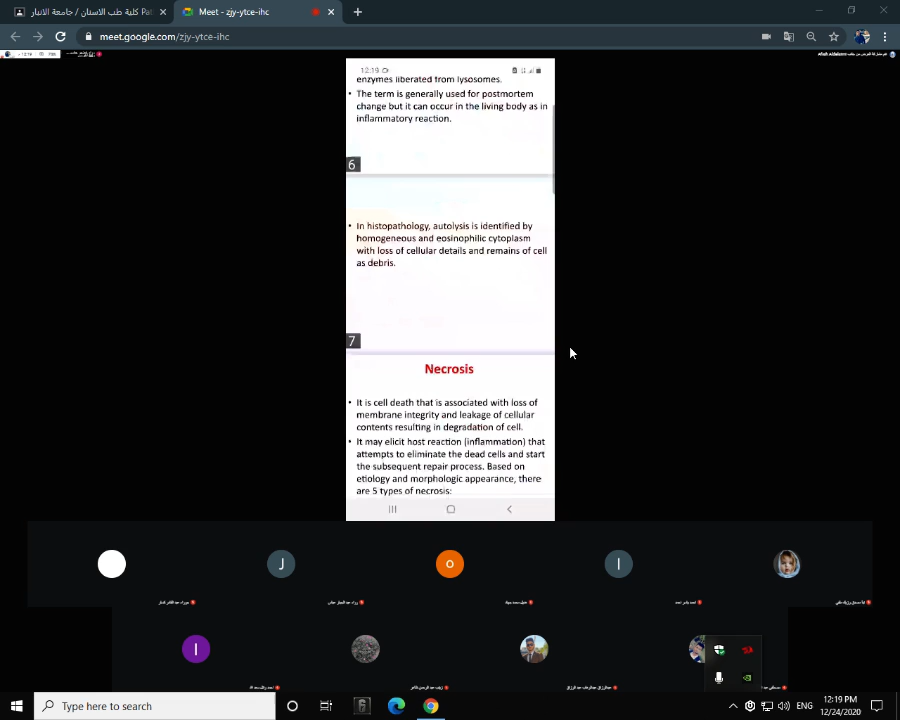 كلية طب الاسنان / جامعة الانبار Pat
Meet - zjy-ytce-ihc
meet.google.com/zjy-ytce-ihc
12:19
enzymes liberated from lysosomes.
• The term is generally used for postmortem
change but it can occur in the living body as in
inflammatory reaction.
6
• In histopathology, autolysis is identified by
homogeneous and eosinophilic cytoplasm
with loss of cellular details and remains of cell
as debris.
7
Necrosis
• It is cell death that is associated with loss of
membrane integrity and leakage of cellular
contents resulting in degradation of cell.
• It may elicit host reaction (inflammation) that
attempts to eliminate the dead cells and start
the subsequent repair process. Based on
etiology and morphologic appearance, there
are 5 types of necrosis:
J
o
I
I
Type here to search
ENG
12:19 PM
12/24/2020